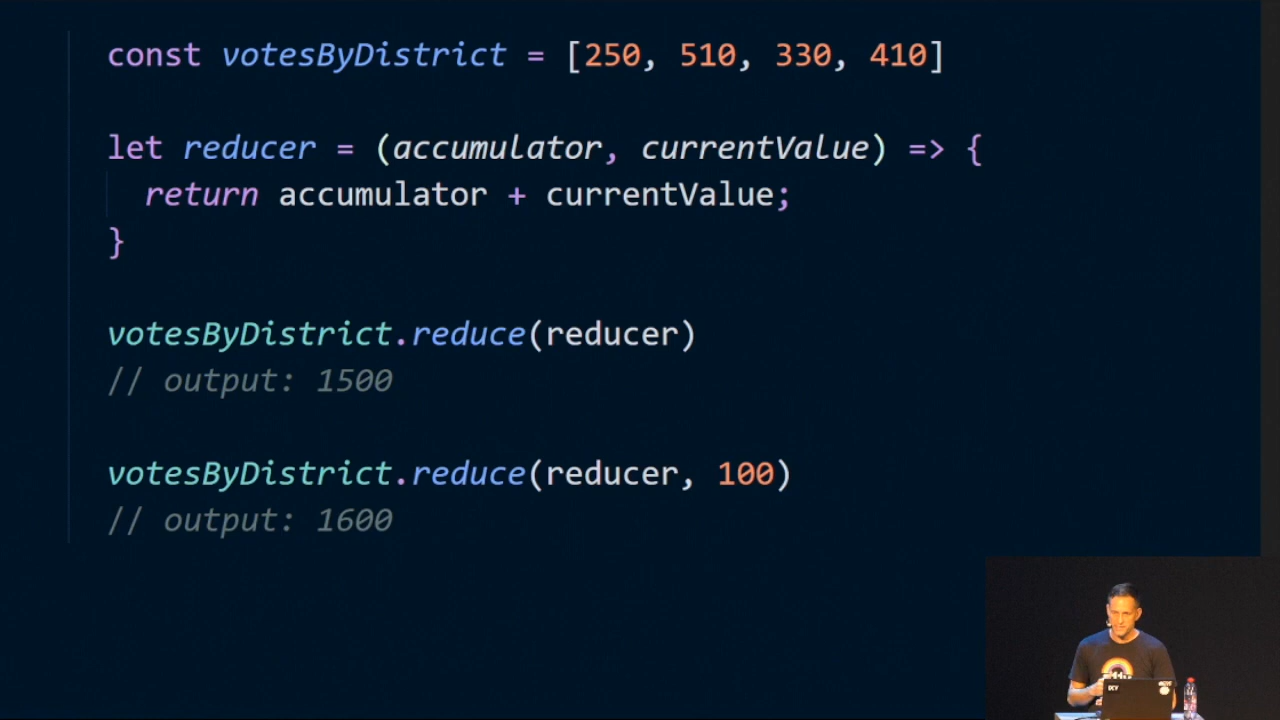 const votesByDistrict = [250, 510, 330, 410]
let reducer = (accumulator, currentValue) => {
return accumulator + currentValue;
}
votesByDistrict.reduce(reducer)
// output: 1500
votesByDistrict.reduce(reducer, 100)
// output: 1600
DEV